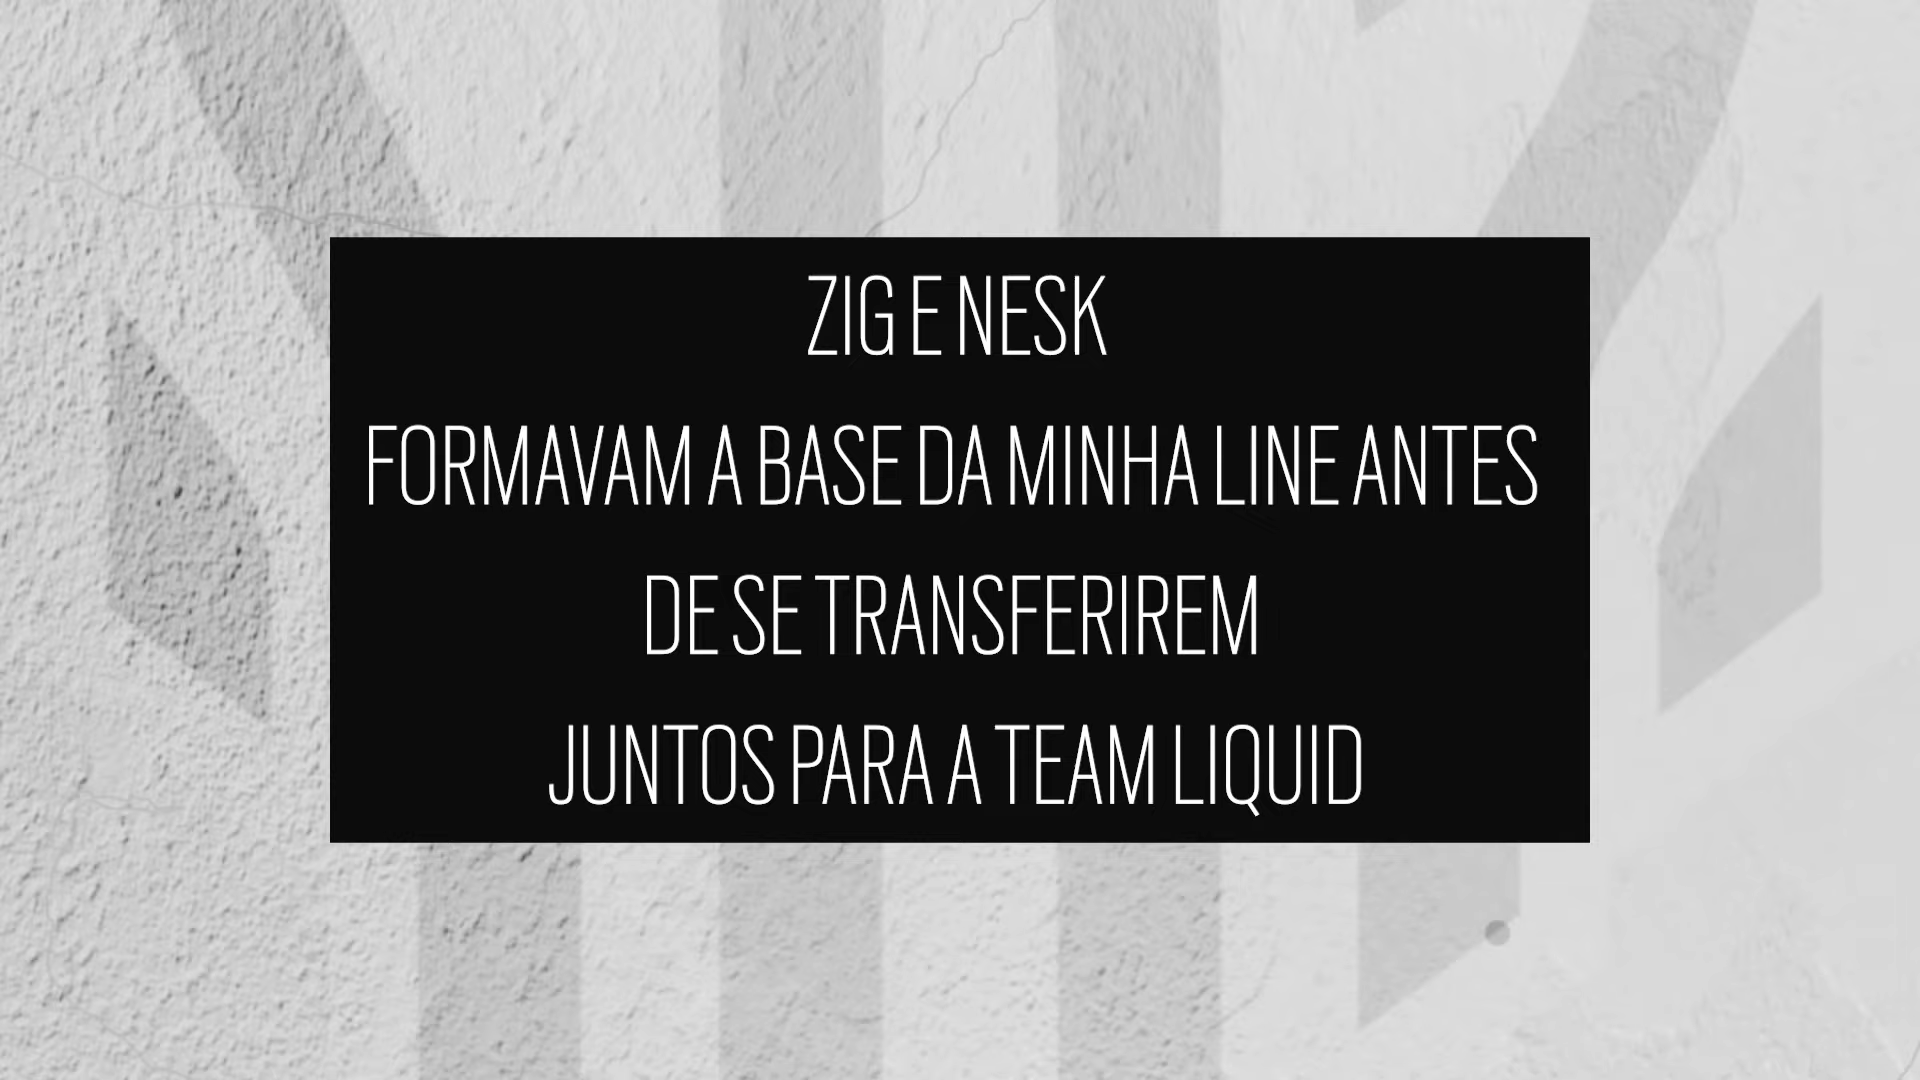 ZIG E NESK
FORMAVAM A BASE DA MINHA LINE ANTES
DE SE TRANSFERIREM
JUNTOS PARA A TEAM LIQUID